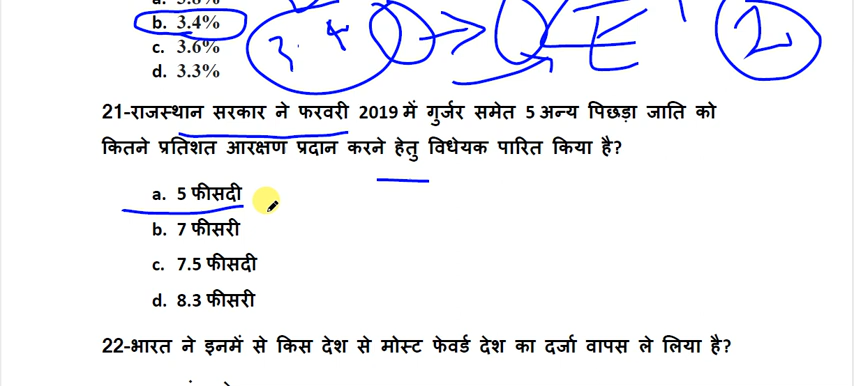 b. 3.4%
c. 3.6%
d. 3.3%
21-राजस्थान सरकार ने फरवरी 2019 में गुर्जर समेत 5 अन्य पिछड़ा जाति को
कितने प्रतिशत आरक्षण प्रदान करने हेतु विधेयक पारित किया है?
a. 5 फीसदी
b. 7 फीसरी
c. 7.5 फीसदी
d. 8.3 फीसरी
22-भारत ने इनमें से किस देश से मोस्ट फेवर्ड देश का दर्जा वापस ले लिया है?